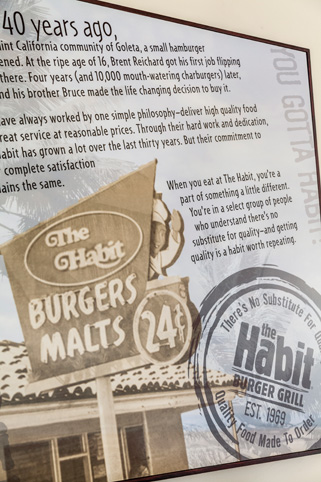 40 years ago,
int California community of Goleta, a small hamburger
ened. At the ripe age of 16, Brent Reichard got his first job flipping
there. Four years (and 10,000 mouth-watering charburgers) later,
nd his brother Bruce made the life changing decision to buy it.
ave always worked by one simple philosophy–deliver high quality food
reat service at reasonable prices. Through their hard work and dedication,
abit has grown a lot over the last thirty years. But their commitment to
complete satisfaction
ains the same.
YOU GOTTA HABIT
When you eat at The Habit, you're a
part of something a little different.
You're in a select group of people
who understand there's no
substitute for quality–and getting
quality is a habit worth repeating.
The
Habit
BURGERS
MALTS
24¢
There's No Substitute For
the
Habit
BURGER GRILL
EST. 1969
Quality Food Made To Order